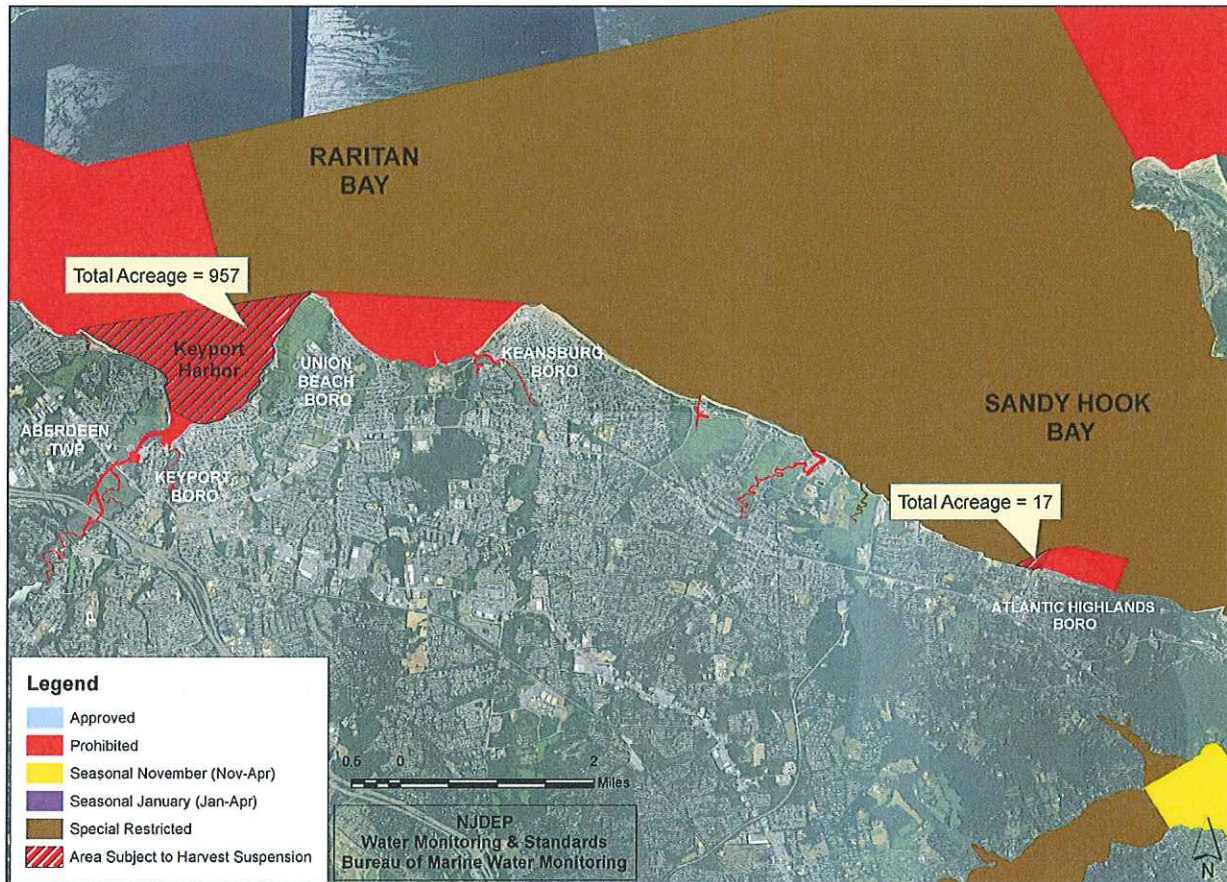 RARITAN
BAY
Total Acreage = 957
Keyport
Harbor
UNION
BEACH
BORO
KEANSBURG
BORO
SANDY HOOK
BAY
ABERDEEN
TWP
KEYPORT
BORO
Total Acreage = 17
ATLANTIC HIGHLANDS
BORO
Legend
Approved
Prohibited
Seasonal November (Nov-Apr)
Seasonal January (Jan-Apr)
Special Restricted
Area Subject to Harvest Suspension
0.5 0 2
Miles
NJDEP
Water Monitoring & Standards
Bureau of Marine Water Monitoring
N